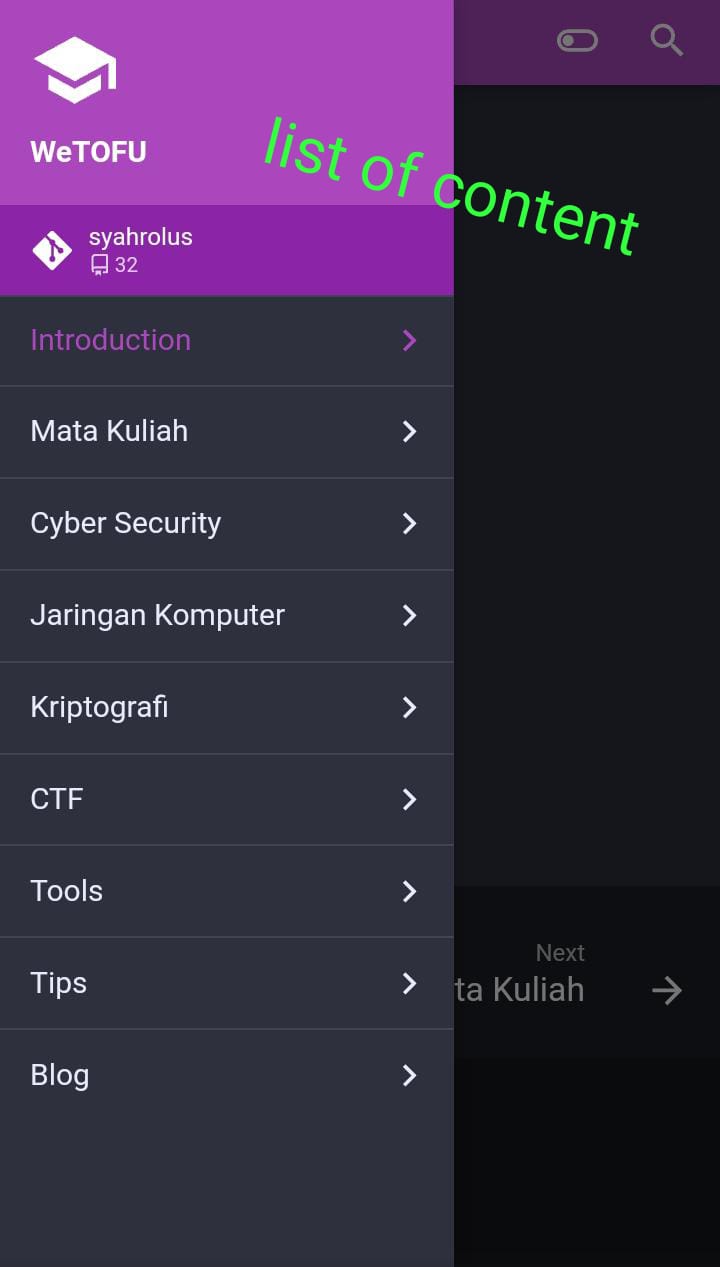 WeTOFU
list of content
syahrolus
32
Introduction
Mata Kuliah
Cyber Security
Jaringan Komputer
Kriptografi
CTF
Tools
Tips
Blog
Next
ta Kuliah